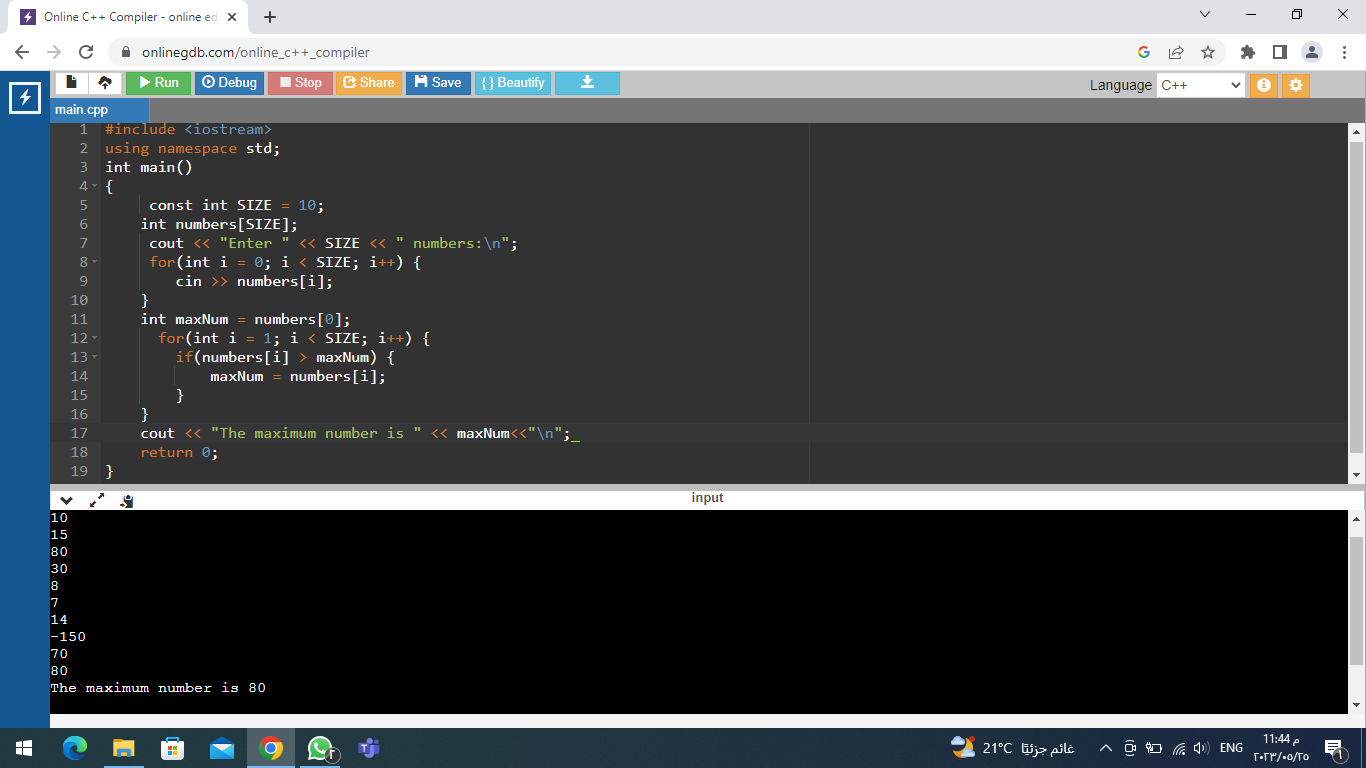 Online C++ Compiler - online ed
onlinegdb.com/online_c++_compiler
Run Debug Stop Share Save { } Beautify Language C++
main.cpp
1 #include <iostream>
2 using namespace std;
3 int main()
4 {
5 const int SIZE = 10;
6 int numbers[SIZE];
7 cout << "Enter " << SIZE << " numbers:\n";
8 for(int i = 0; i < SIZE; i++) {
9 cin >> numbers[i];
10 }
11 int maxNum = numbers[0];
12 for(int i = 1; i < SIZE; i++) {
13 if(numbers[i] > maxNum) {
14 maxNum = numbers[i];
15 }
16 }
17 cout << "The maximum number is " << maxNum<<"\n";_
18 return 0;
19 }
input
10
15
80
30
8
7
14
-150
70
80
The maximum number is 80
٢
21°C غائم جزئيًا
ENG
11:44 م
٢٠٢٣/٠٥/٢٥
١